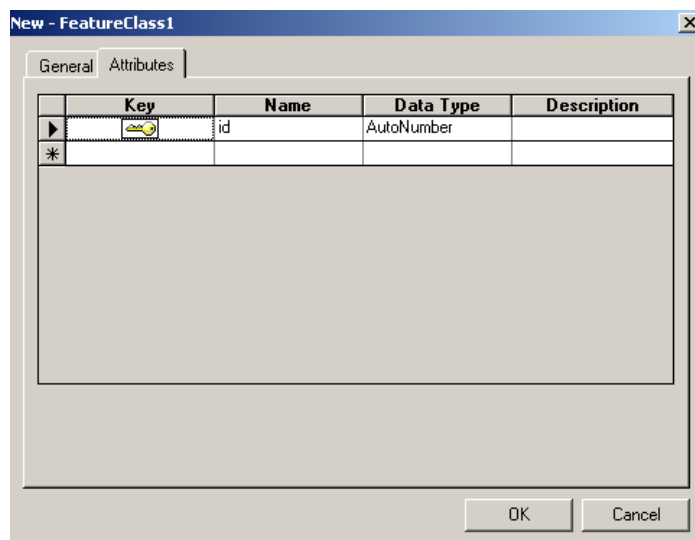 New - FeatureClass1
General Attributes
Key Name Data Type Description
id AutoNumber
OK Cancel